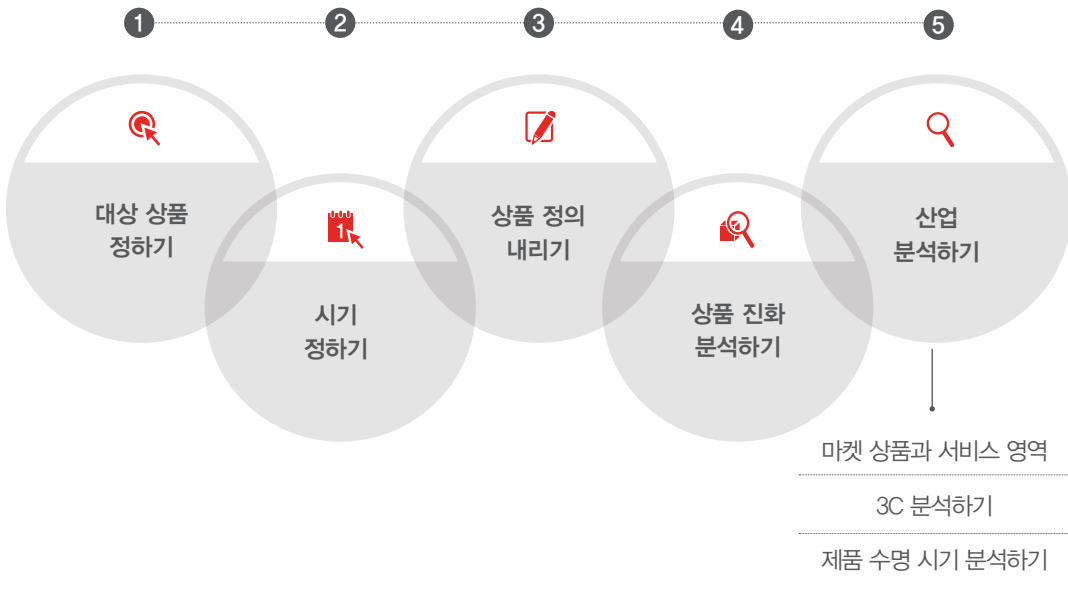 1
2
3
4
5
대상 상품
정하기
1
시기
정하기
상품 정의
내리기
상품 진화
분석하기
산업
분석하기
마켓 상품과 서비스 영역
3C 분석하기
제품 수명 시기 분석하기